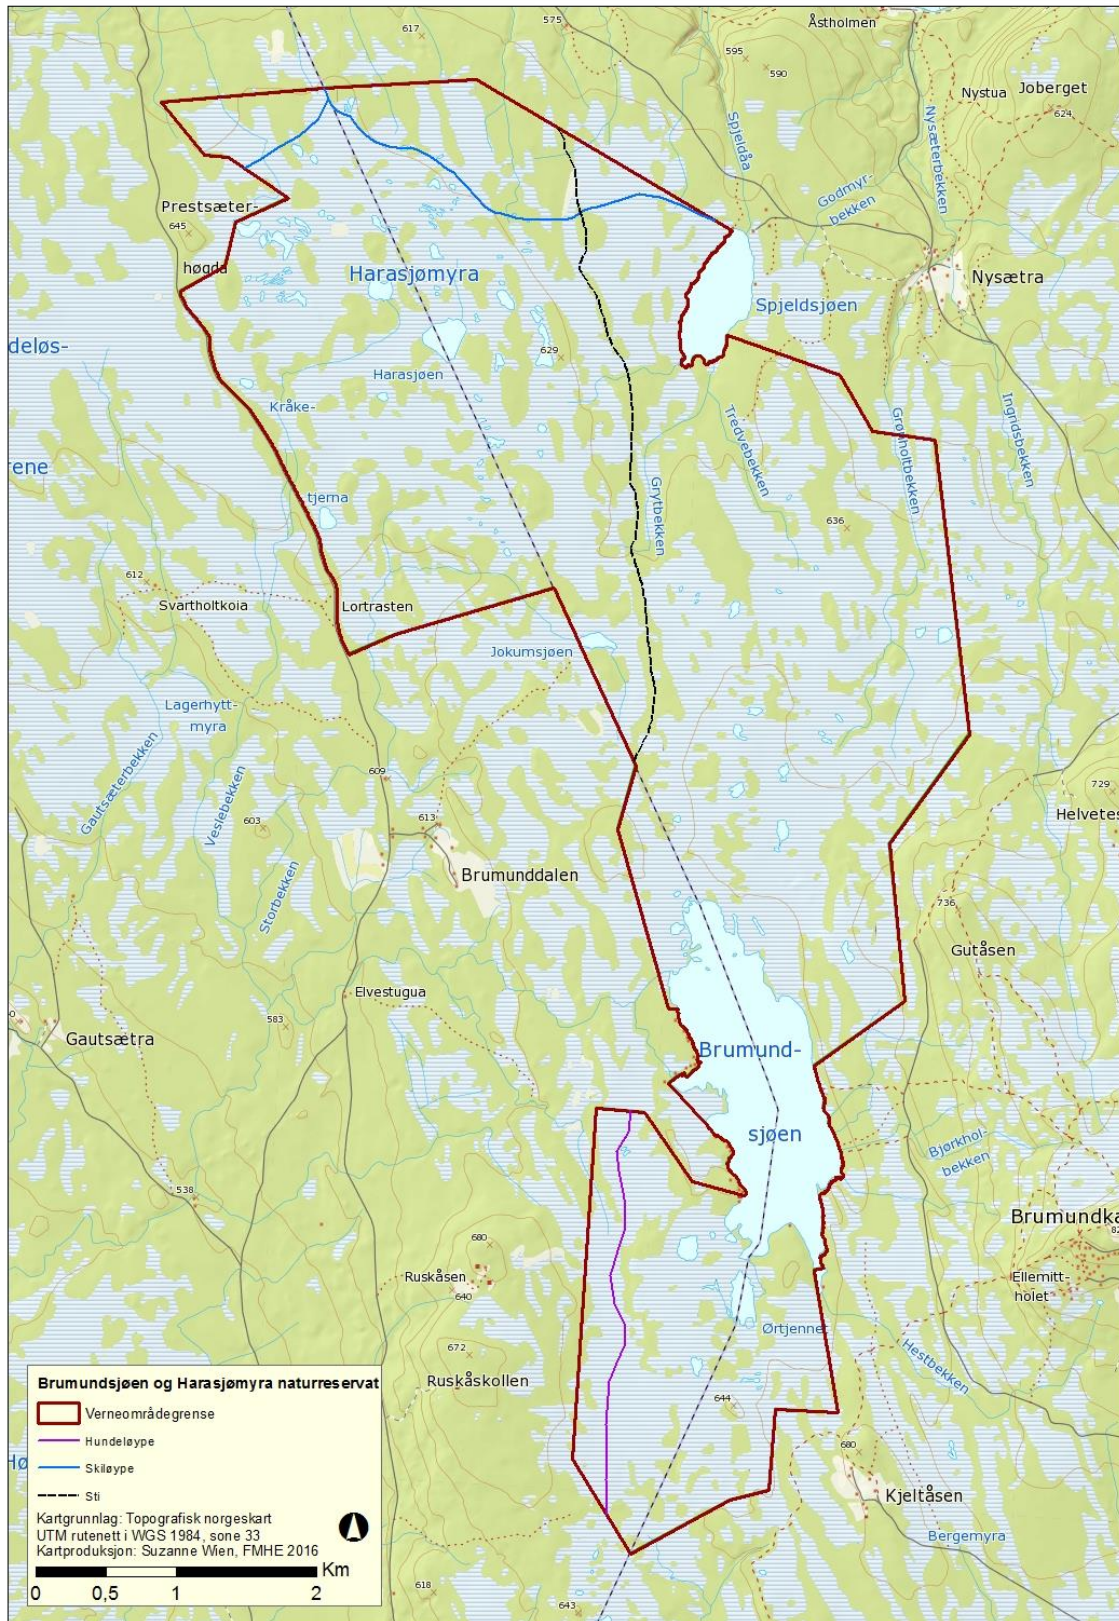 617
575
Åstholmen
595
590
Nystua
Joberget
624
Spjeldåa
Nysæterbekken
Godmyr-
bekken
Prestsæter-
645
høgda
Harasjømyra
Nysætra
Spjeldsjøen
deløs-
629
Harasjøen
Kråke-
Tredvebekken
Grønholtbekken
Ingridsbekken
rene
tjerna
Grytbekken
636
612
Svartholtkoia
Lortrasten
Jokumsjøen
Lagerhytt-
myra
Gautsæterbekken
Veslebekken
609
729
603
613
Helvetes
Brumunddalen
Storbekken
736
Gutåsen
Elvestugua
583
Gautsætra
Brumund-
sjøen
Bjørkhol-
bekken
538
Brumundka
680
Ruskåsen
640
Ellemitt-
holet
Ørtjennet
Hestbekken
672
Ruskåskollen
644
680
Kjeltåsen
Bergemyra
618
643
Brumundsjøen og Harasjømyra naturreservat
Verneområdegrense
Hundeløype
Skiløype
Sti
Kartgrunnlag: Topografisk norgeskart
UTM rutenett i WGS 1984, sone 33
Kartproduksjon: Suzanne Wien, FMHE 2016
Km
0 0,5 1 2